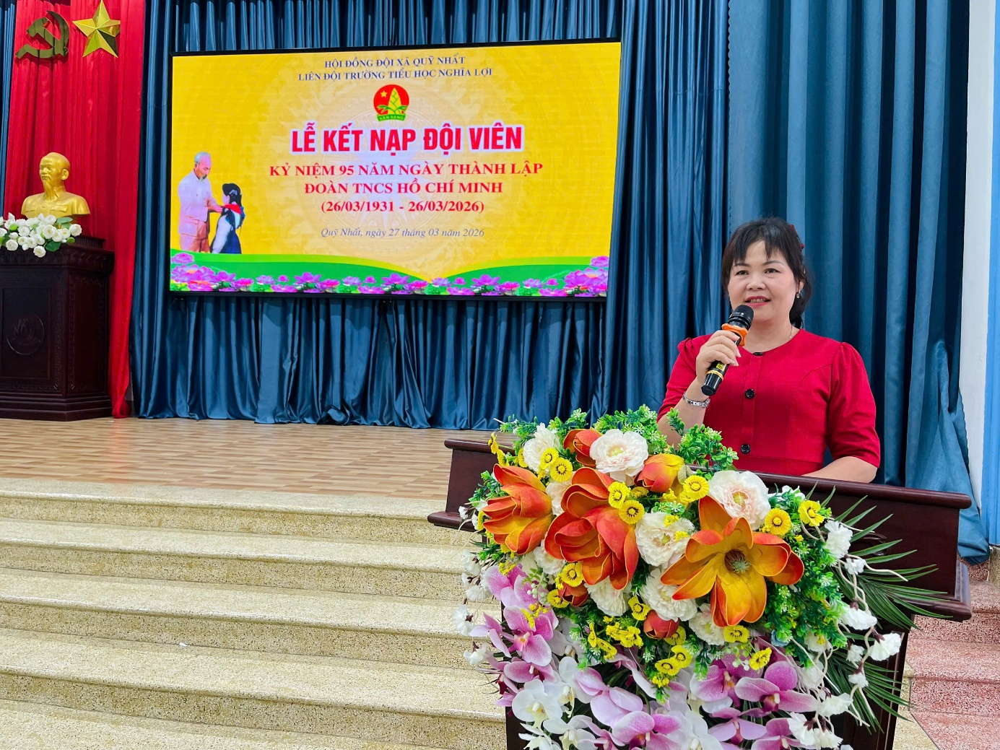 HỘI ĐỒNG ĐỘI XÃ QUỸ NHẤT
LIÊN ĐỘI TRƯỜNG TIỂU HỌC NGHĨA LỢI
SẴN SÀNG
LỄ KẾT NẠP ĐỘI VIÊN
KỶ NIỆM 95 NĂM NGÀY THÀNH LẬP
ĐOÀN TNCS HỒ CHÍ MINH
(26/03/1931 - 26/03/2026)
Quỹ Nhất, ngày 27 tháng 03 năm 2026